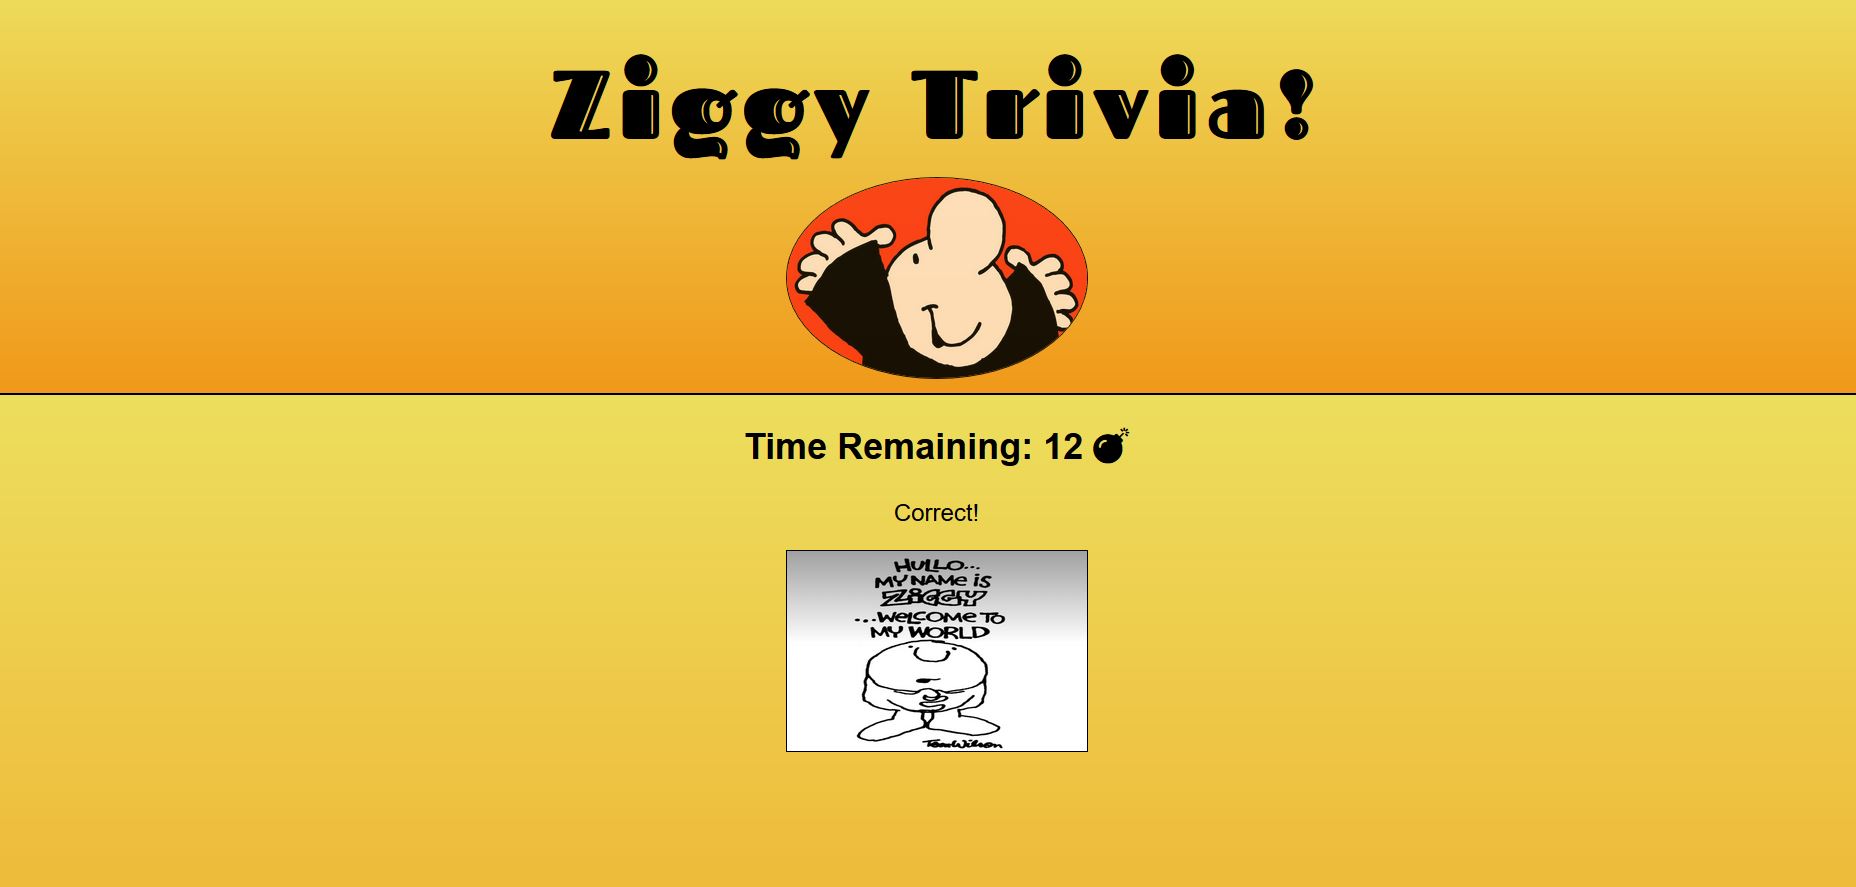 Ziggy Trivia!
Time Remaining: 12
Correct!
HULLO...
MY NAMe iS
ZiGGY
...WeLCOMe TO
MY WORLD
Tom Wilson